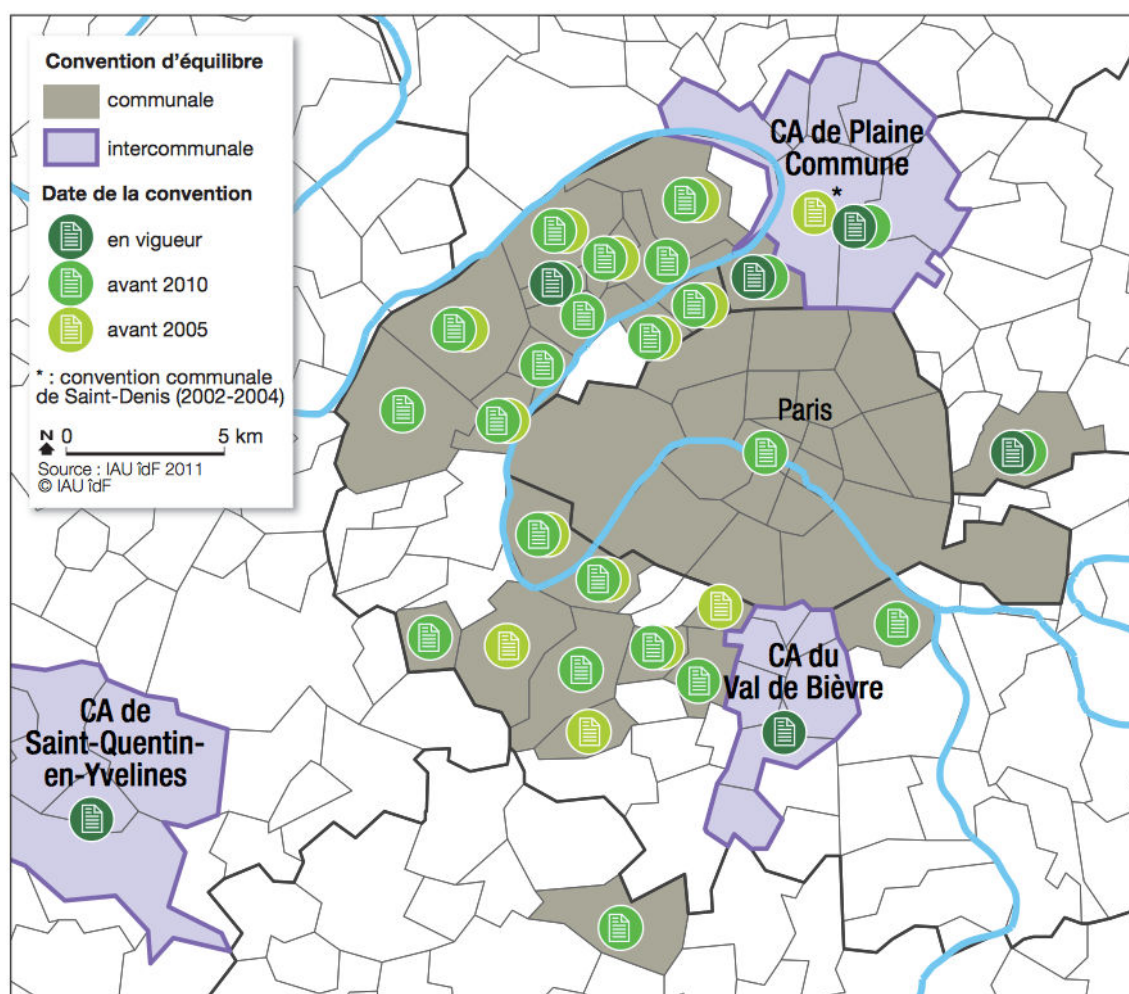 Convention d'équilibre
communale
intercommunale
Date de la convention
en vigueur
avant 2010
avant 2005
* : convention communale
de Saint-Denis (2002-2004)
N 0 5 km
Source : IAU îdF 2011
© IAU îdF
CA de Plaine
Commune
*
Paris
CA du
Val de Bièvre
CA de
Saint-Quentin-
en-Yvelines